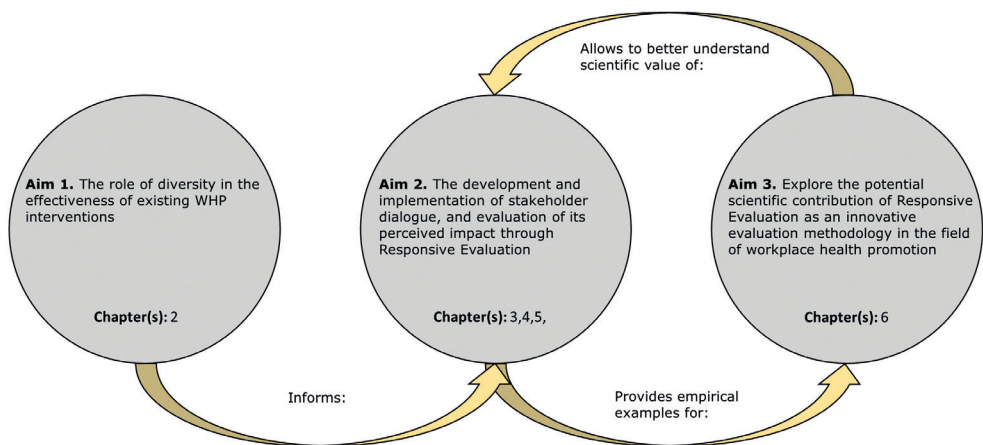 Allows to better understand
scientific value of:
Aim 1. The role of diversity in the
effectiveness of existing WHP
interventions
Chapter(s): 2
Aim 2. The development and
implementation of stakeholder
dialogue, and evaluation of its
perceived impact through
Responsive Evaluation
Chapter(s): 3,4,5,
Aim 3. Explore the potential
scientific contribution of Responsive
Evaluation as an innovative
evaluation methodology in the field
of workplace health promotion
Chapter(s): 6
Informs:
Provides empirical
examples for: